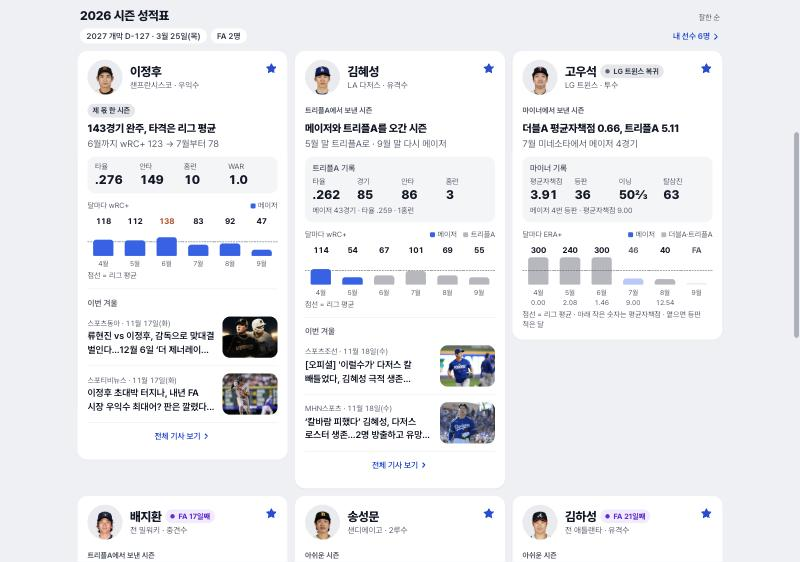 2026 시즌 성적표
잘한 순
2027 개막 D-127 · 3월 25일(목)
FA 2명
내 선수 6명 >
이정후
샌프란시스코 · 우익수
제 몫 한 시즌
143경기 완주, 타격은 리그 평균
6월까지 wRC+ 123 → 7월부터 78
타율 안타 홈런 WAR
.276 149 10 1.0
달마다 wRC+
메이저
118 112 138 83 92 47
4월 5월 6월 7월 8월 9월
점선 = 리그 평균
이번 겨울
스포츠동아 · 11월 17일(화)
류현진 vs 이정후, 감독으로 맞대결
벌인다...12월 6일 '더 제너레이...
스포티비뉴스 · 11월 17일(화)
이정후 초대박 터지나, 내년 FA
시장 우익수 최대어? 판은 깔렸다...
전체 기사 보기 >
김혜성
LA 다저스 · 유격수
트리플A에서 보낸 시즌
메이저와 트리플A를 오간 시즌
5월 말 트리플A로 · 9월 말 다시 메이저
트리플A 기록
타율 경기 안타 홈런
.262 85 86 3
메이저 43경기 · 타율 .259 · 1홈런
달마다 wRC+
메이저 트리플A
114 54 67 101 69 55
4월 5월 6월 7월 8월 9월
점선 = 리그 평균
이번 겨울
스포츠조선 · 11월 18일(수)
[오피셜] '이럴수가' 다저스 칼
빼들었다, 김혜성 극적 생존...
MHN스포츠 · 11월 18일(수)
'칼바람 피했다' 김혜성, 다저스
로스터 생존...2명 방출하고 유망...
전체 기사 보기 >
고우석
LG 트윈스 복귀
LG 트윈스 · 투수
마이너에서 보낸 시즌
더블A 평균자책점 0.66, 트리플A 5.11
7월 미네소타에서 메이저 4경기
마이너 기록
평균자책점 등판 이닝 탈삼진
3.91 36 50⅔ 63
메이저 4번 등판 · 평균자책점 9.00
달마다 ERA+
메이저 더블A·트리플A
300 240 300 46 40 FA
4월 5월 6월 7월 8월 9월
0.00 2.08 1.46 9.00 12.54
점선 = 리그 평균 · 아래 작은 숫자는 평균자책점 · 옅으면 등판
적은 달
배지환
FA 17일째
전 밀워키 · 중견수
트리플A에서 보낸 시즌
송성문
샌디에이고 · 2루수
아쉬운 시즌
김하성
FA 21일째
전 애틀랜타 · 유격수
아쉬운 시즌